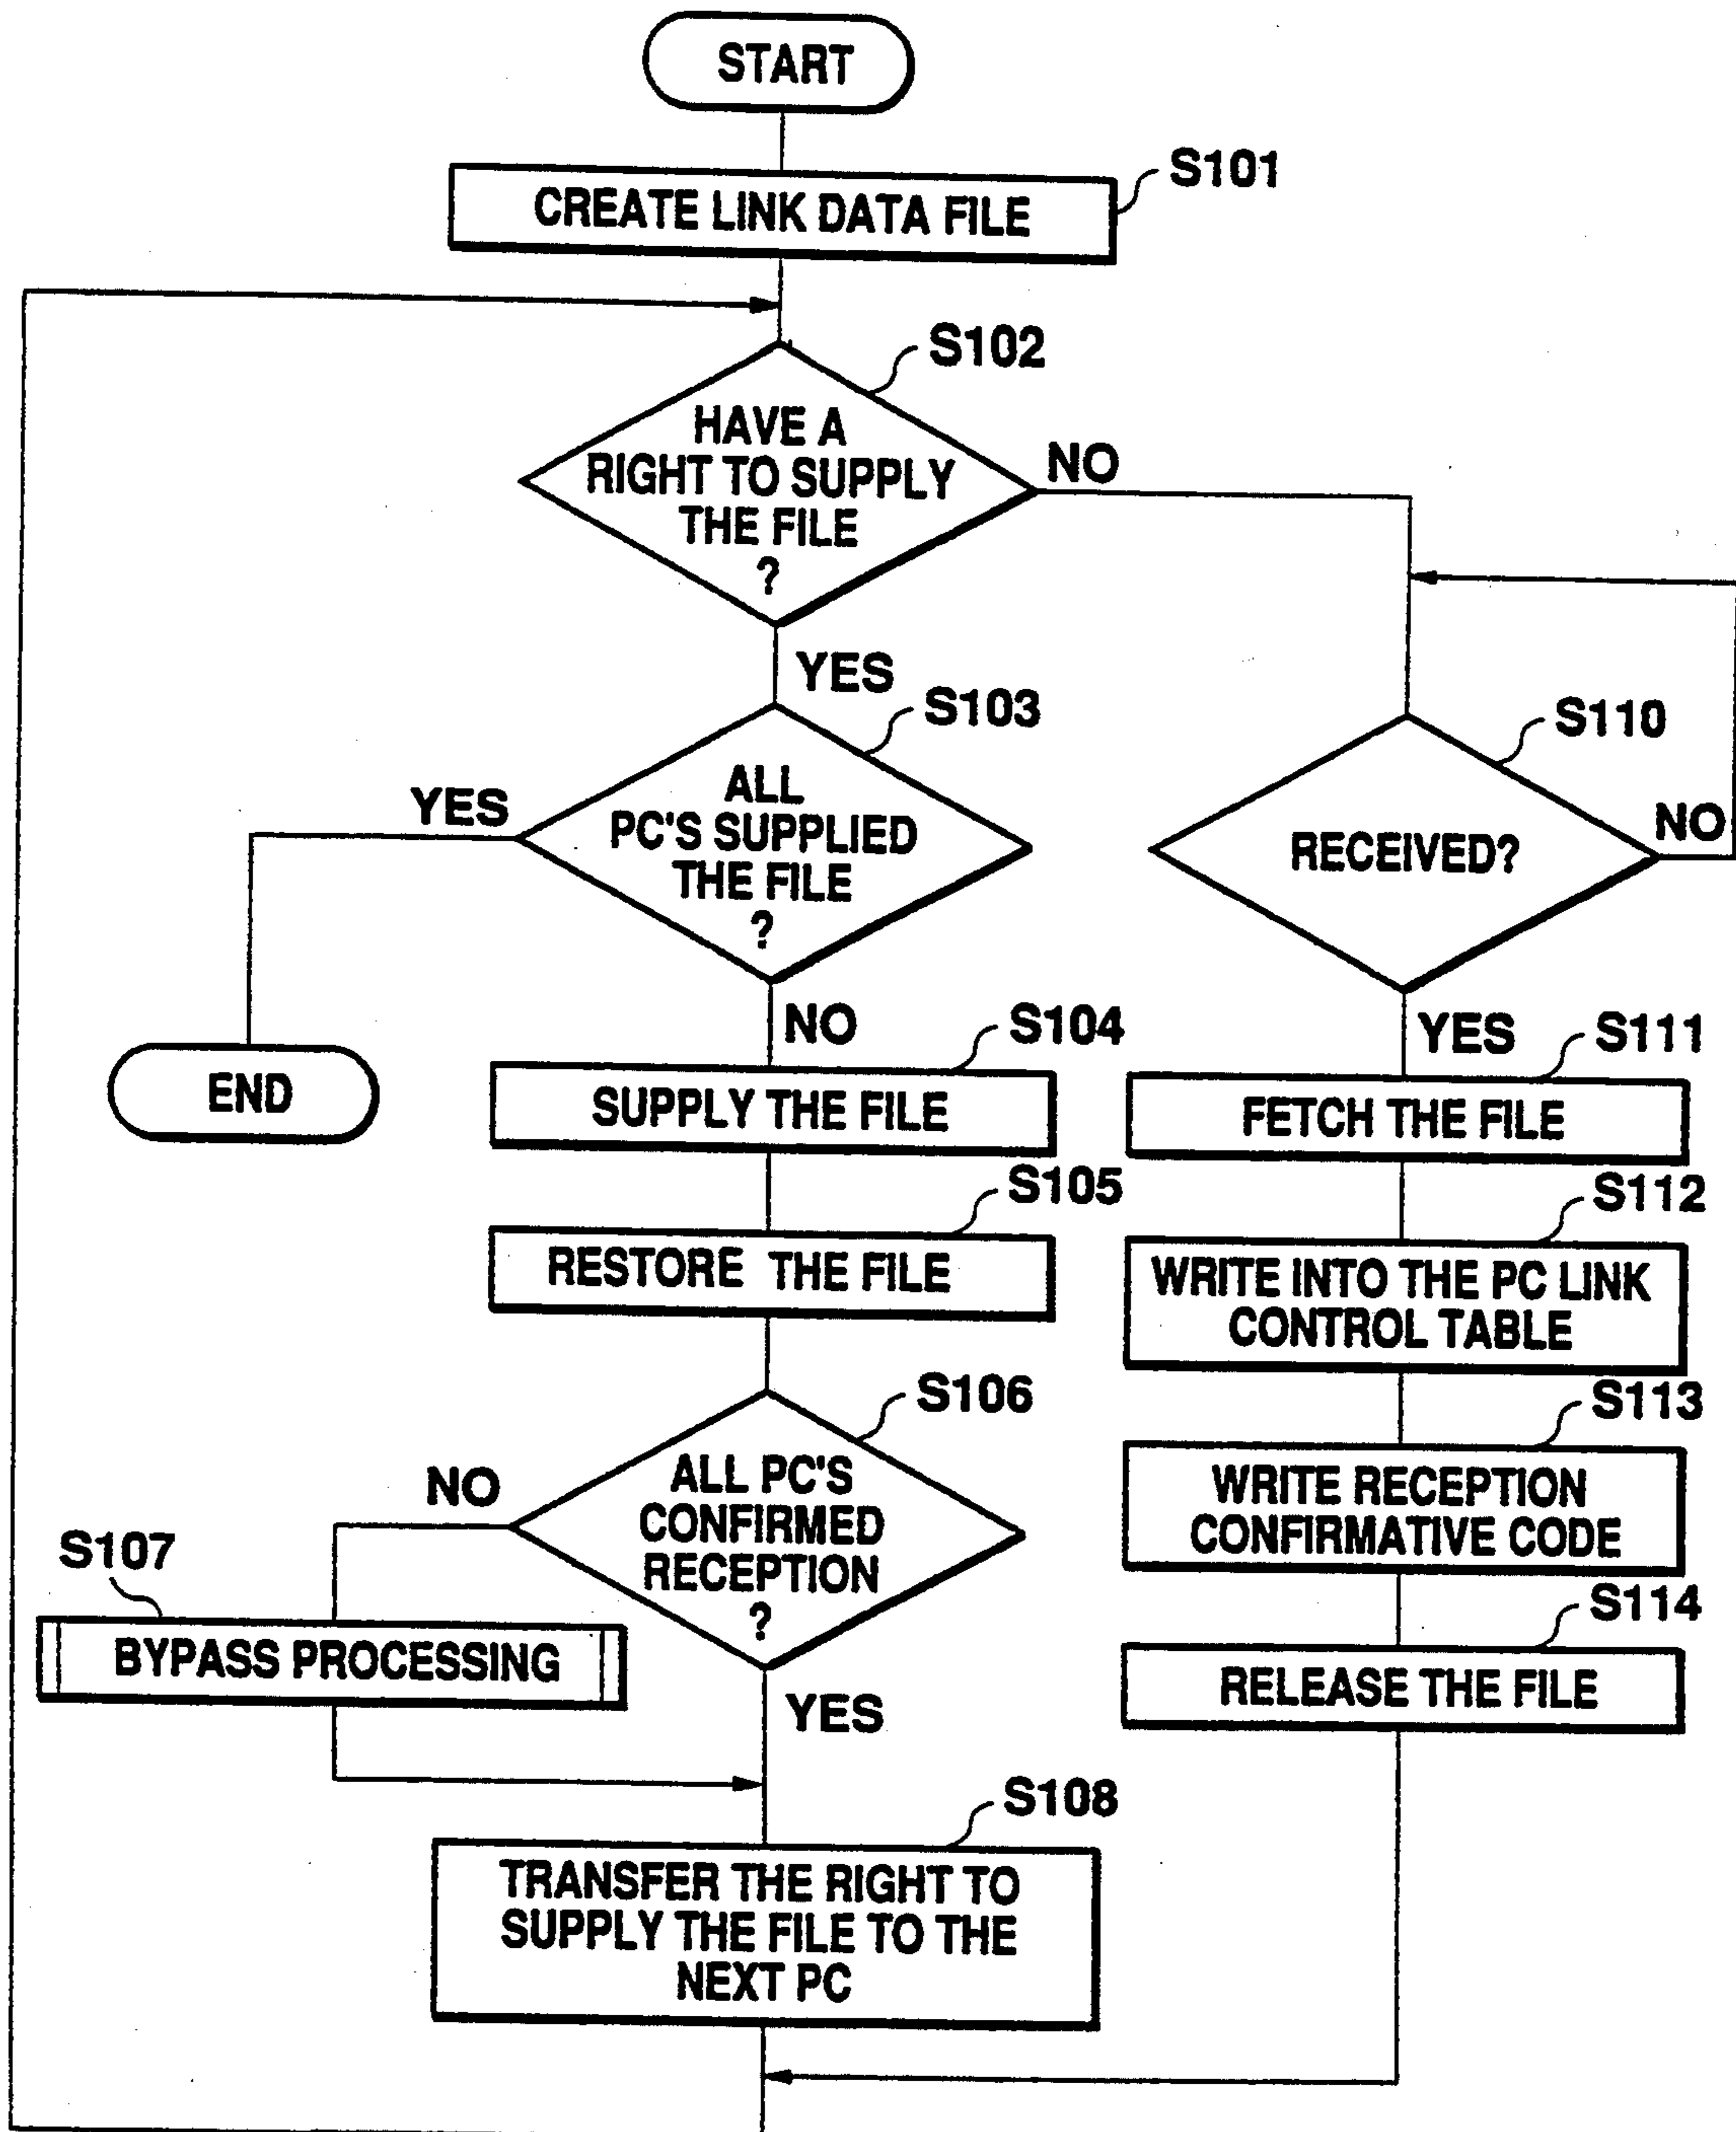 START
S101
CREATE LINK DATA FILE
S102
HAVE A
RIGHT TO SUPPLY
THE FILE
?
NO
YES
S103
ALL
PC'S SUPPLIED
THE FILE
?
YES
NO
END
S104
SUPPLY THE FILE
S105
RESTORE THE FILE
S106
ALL PC'S
CONFIRMED
RECEPTION
?
NO
YES
S107
BYPASS PROCESSING
S108
TRANSFER THE RIGHT TO
SUPPLY THE FILE TO THE
NEXT PC
S110
RECEIVED?
NO
YES
S111
FETCH THE FILE
S112
WRITE INTO THE PC LINK
CONTROL TABLE
S113
WRITE RECEPTION
CONFIRMATIVE CODE
S114
RELEASE THE FILE